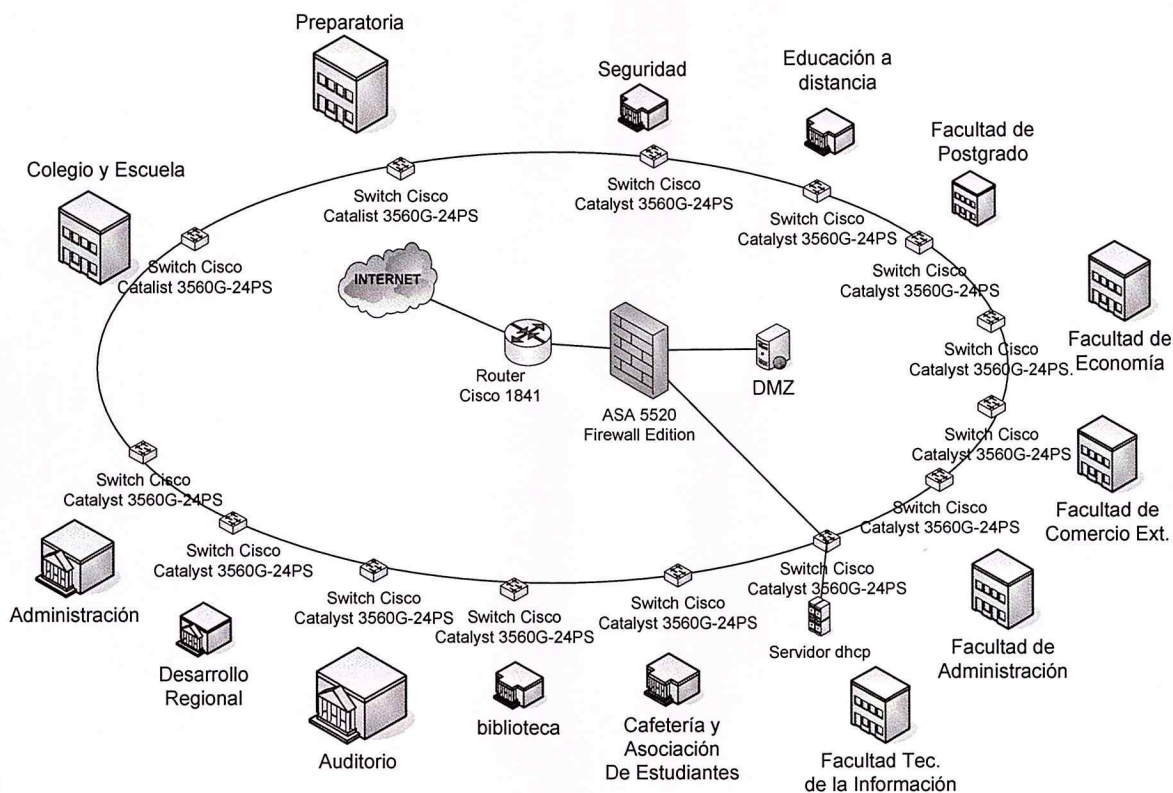 Preparatoria
Seguridad
Educación a
distancia
Facultad de
Postgrado
Colegio y Escuela
Switch Cisco
Catalist 3560G-24PS
Switch Cisco
Catalyst 3560G-24PS
Switch Cisco
Catalyst 3560G-24PS
Switch Cisco
Catalist 3560G-24PS
Switch Cisco
Catalyst 3560G-24PS
INTERNET
Facultad de
Economía
Switch Cisco
Catalyst 3560G-24PS.
Router
Cisco 1841
DMZ
ASA 5520
Firewall Edition
Switch Cisco
Catalyst 3560G-24PS
Switch Cisco
Catalyst 3560G-24PS
Facultad de
Comercio Ext.
Switch Cisco
Catalyst 3560G-24PS
Switch Cisco
Catalyst 3560G-24PS
Switch Cisco
Catalyst 3560G-24PS
Switch Cisco
Catalyst 3560G-24PS
Switch Cisco
Catalyst 3560G-24PS
Switch Cisco
Catalyst 3560G-24PS
Administración
Servidor dhcp
Facultad de
Administración
Desarrollo
Regional
biblioteca
Cafetería y
Asociación
De Estudiantes
Auditorio
Facultad Tec.
de la Información